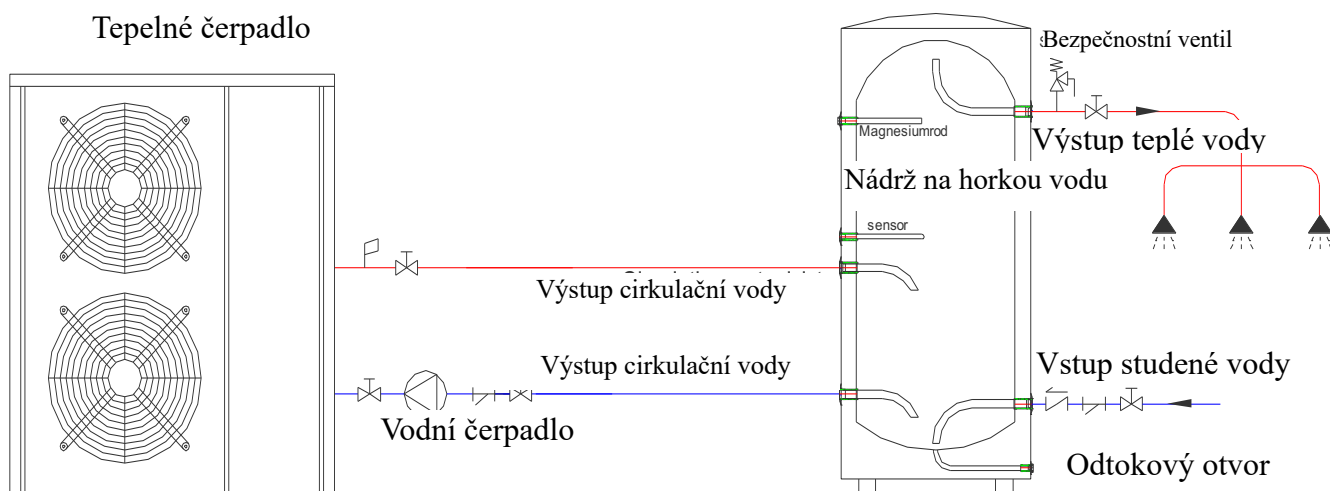 Tepelné čerpadlo
Bezpečnostní ventil
Magnesiumrod
Výstup teplé vody
Nádrž na horkou vodu
sensor
Výstup cirkulační vody
Výstup cirkulační vody
Vstup studené vody
Vodní čerpadlo
Odtokový otvor